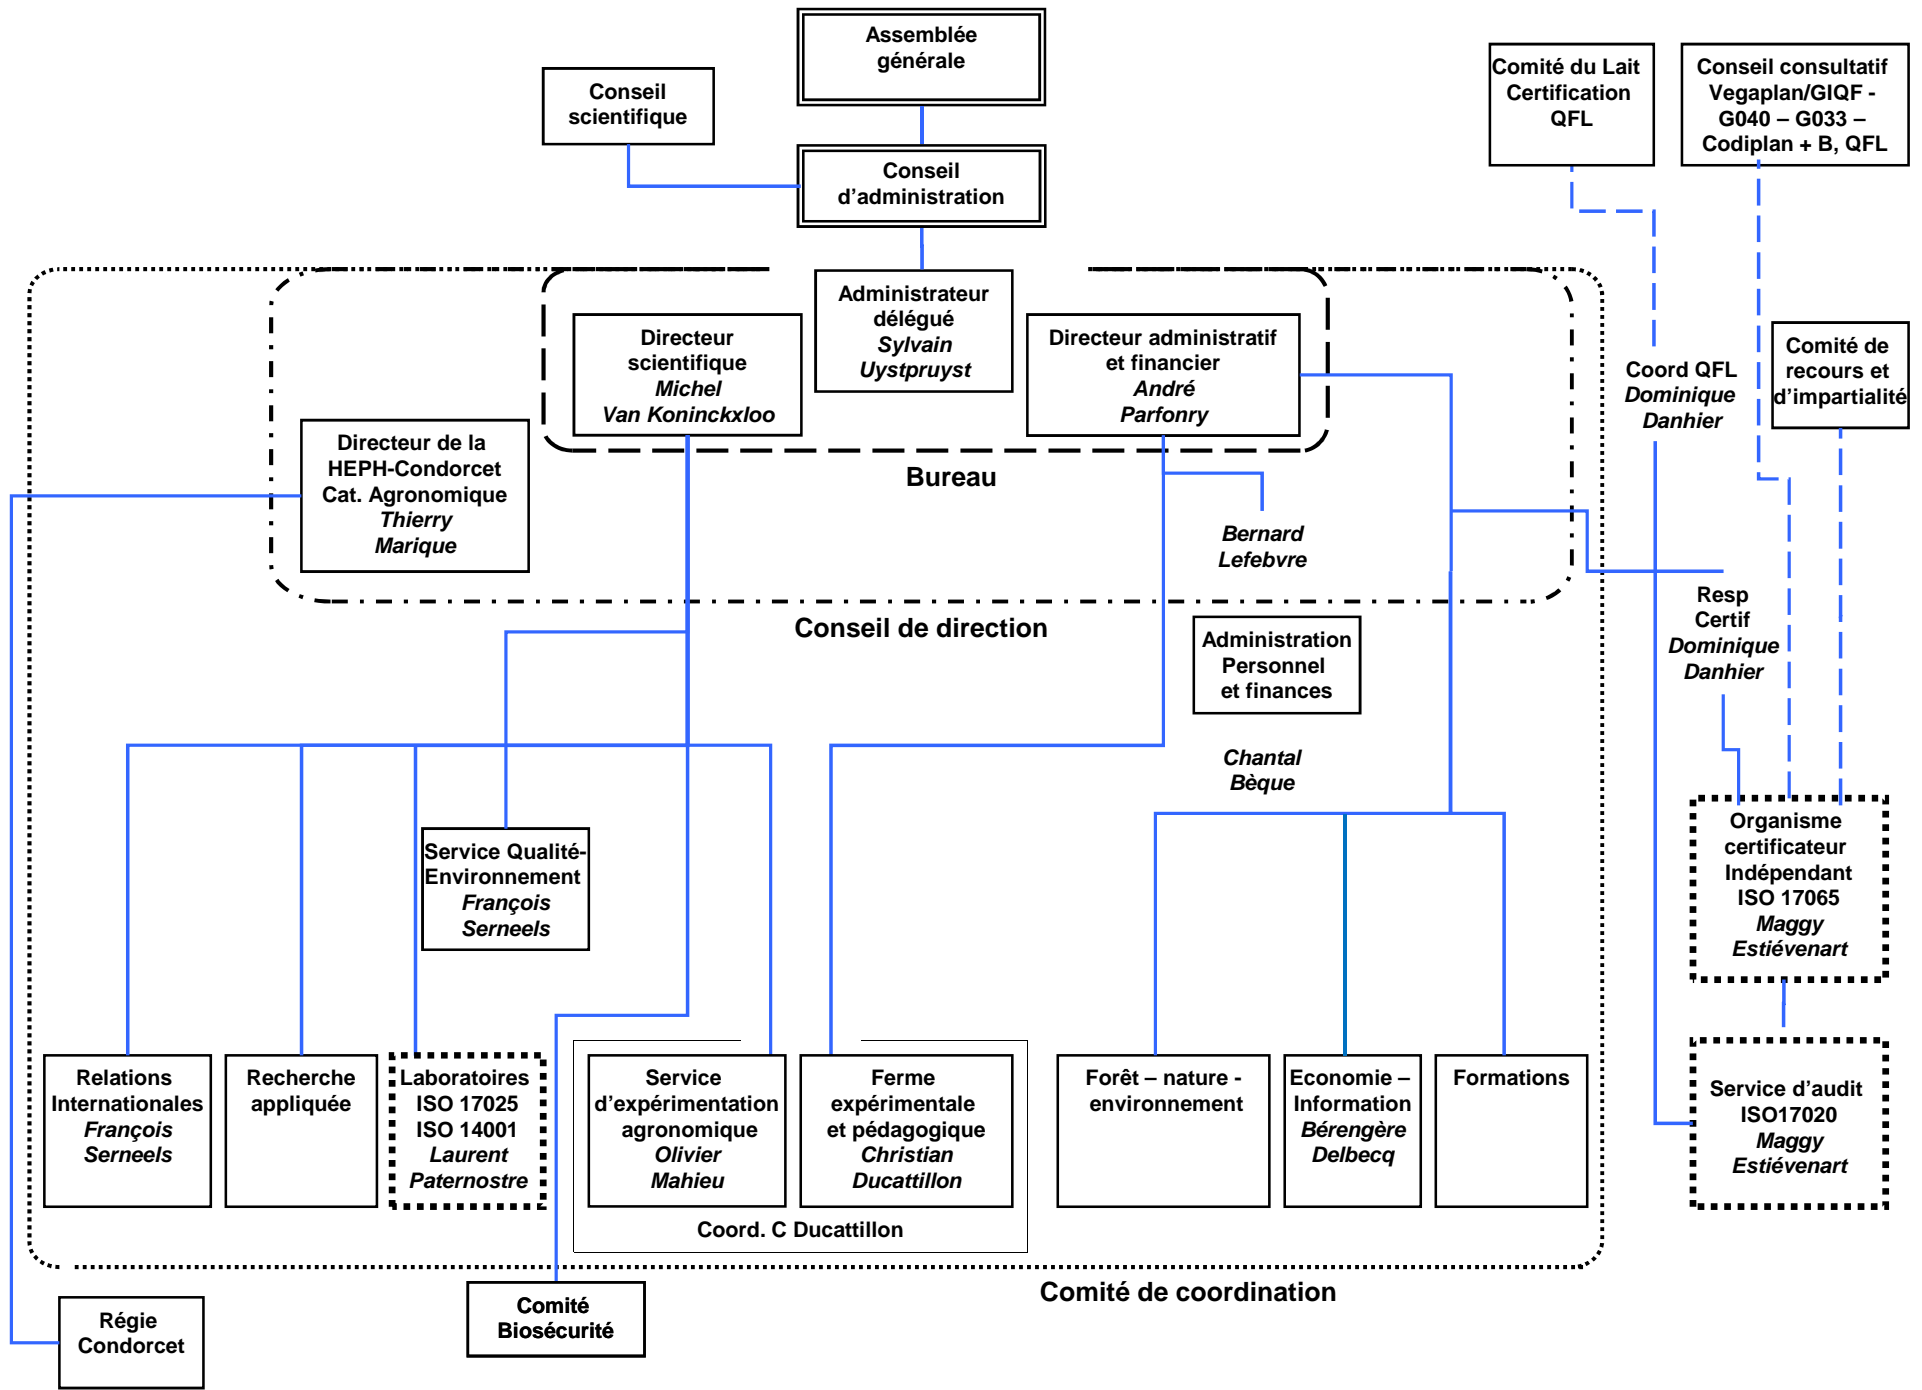 Assemblée
générale
Conseil
scientifique
Conseil
d’administration
Comité du Lait
Certification
QFL
Conseil consultatif
Vegaplan/GIQF -
G040 – G033 –
Codiplan + B, QFL
Administrateur
délégué
Sylvain
Uystpruyst
Directeur
scientifique
Michel
Van Koninckxloo
Directeur administratif
et financier
André
Parfonry
Bureau
Coord QFL
Dominique
Danhier
Comité de
recours et
d’impartialité
Directeur de la
HEPH-Condorcet
Cat. Agronomique
Thierry
Marique
Bernard
Lefebvre
Conseil de direction
Administration
Personnel
et finances
Resp
Certif
Dominique
Danhier
Chantal
Bèque
Service Qualité-
Environnement
François
Serneels
Organisme
certificateur
Indépendant
ISO 17065
Maggy
Estiévenart
Relations
Internationales
François
Serneels
Recherche
appliquée
Laboratoires
ISO 17025
ISO 14001
Laurent
Paternostre
Service
d’expérimentation
agronomique
Olivier
Mahieu
Ferme
expérimentale
et pédagogique
Christian
Ducattillon
Coord. C Ducattillon
Forêt – nature -
environnement
Economie –
Information
Bérengère
Delbecq
Formations
Service d’audit
ISO17020
Maggy
Estiévenart
Comité de coordination
Régie
Condorcet
Comité
Biosécurité